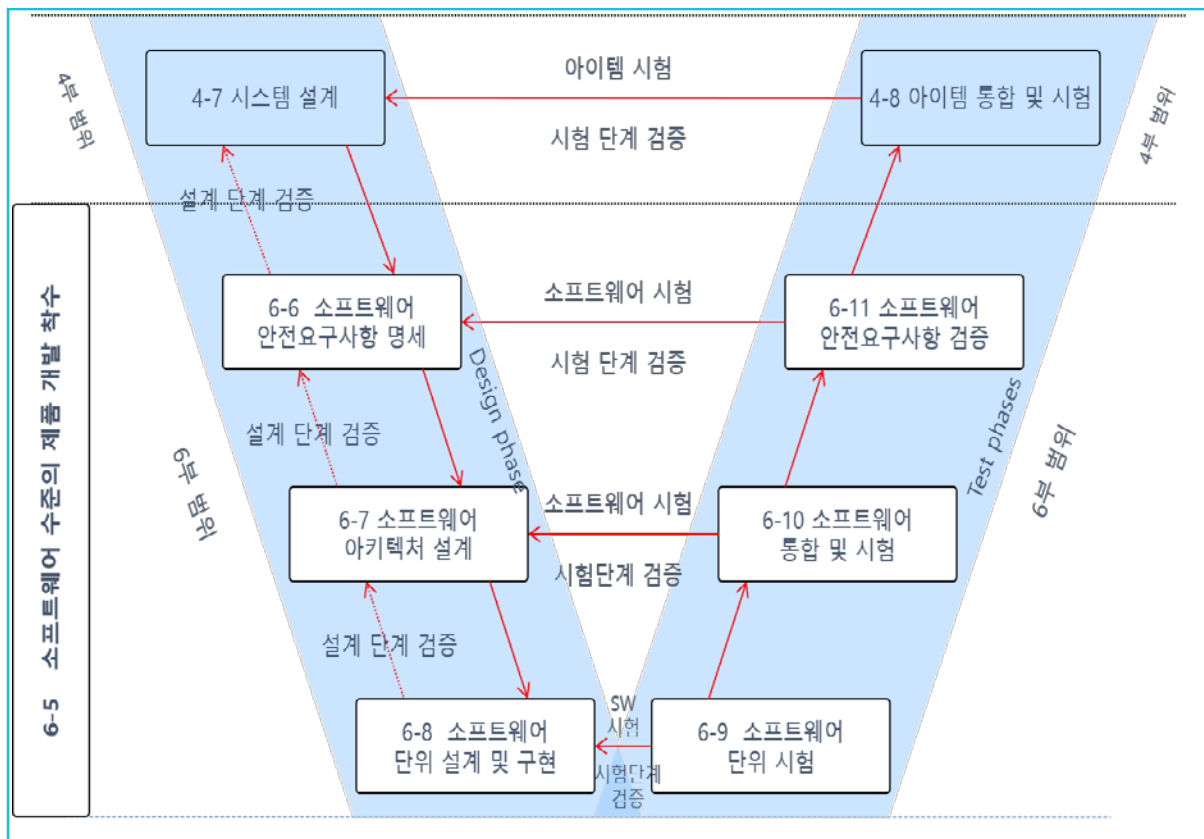 아이템 시험
4-7 시스템 설계
4-8 아이템 통합 및 시험
4부 범위
4부 범위
시험 단계 검증
설계 단계 검증
6-5 소프트웨어 수준의 제품 개발 착수
6-6 소프트웨어
안전요구사항 명세
소프트웨어 시험
6-11 소프트웨어
안전요구사항 검증
시험 단계 검증
Design phase
Test phases
설계 단계 검증
6부 범위
6부 범위
6-7 소프트웨어
아키텍처 설계
소프트웨어 시험
6-10 소프트웨어
통합 및 시험
시험단계 검증
설계 단계 검증
6-8 소프트웨어
단위 설계 및 구현
SW
시험
시험단계
검증
6-9 소프트웨어
단위 시험